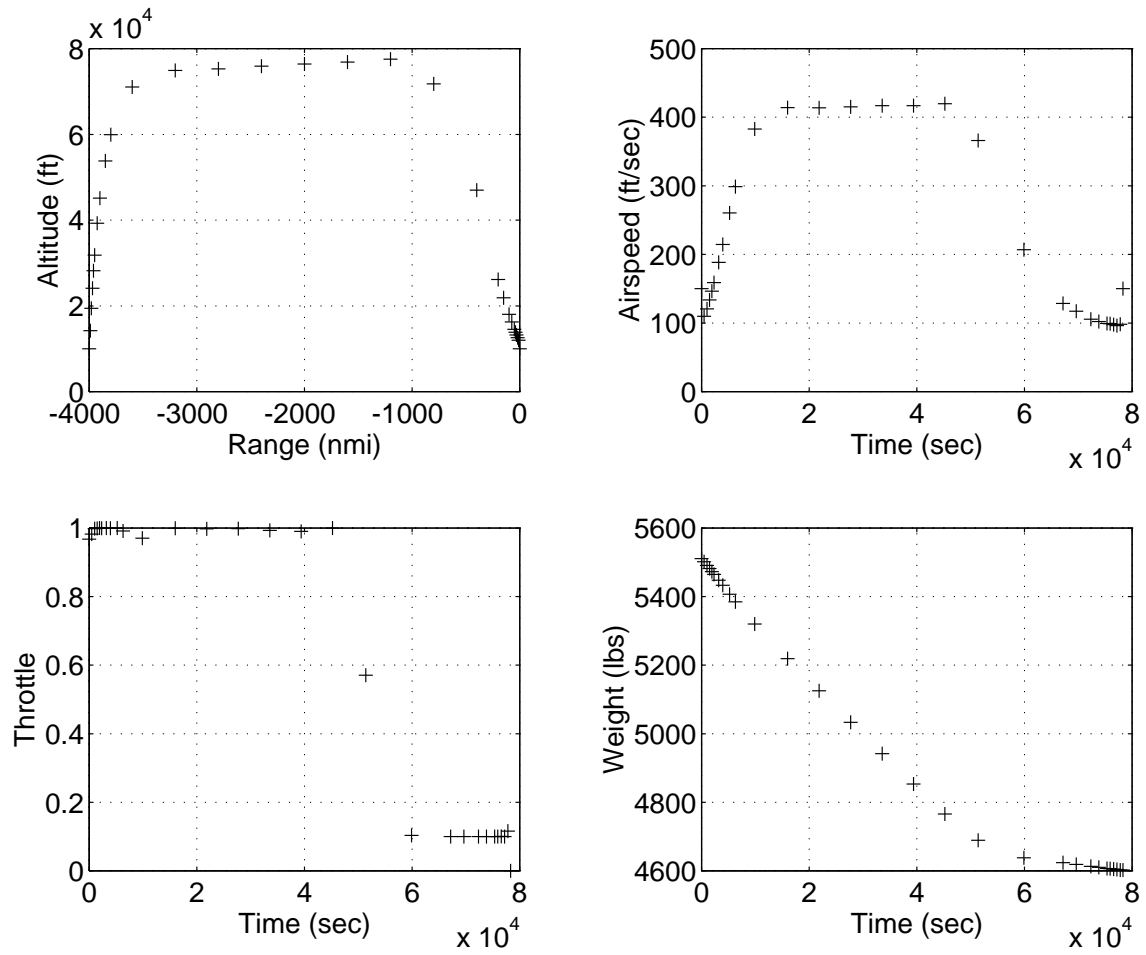 x 10^4
8
6
4
2
0
Altitude (ft)
-4000 -3000 -2000 -1000 0
Range (nmi)
500
400
300
200
100
0
Airspeed (ft/sec)
0 2 4 6 8
Time (sec)
x 10^4
1
0.8
0.6
0.4
0.2
0
Throttle
0 2 4 6 8
Time (sec)
x 10^4
5600
5400
5200
5000
4800
4600
Weight (lbs)
0 2 4 6 8
Time (sec)
x 10^4